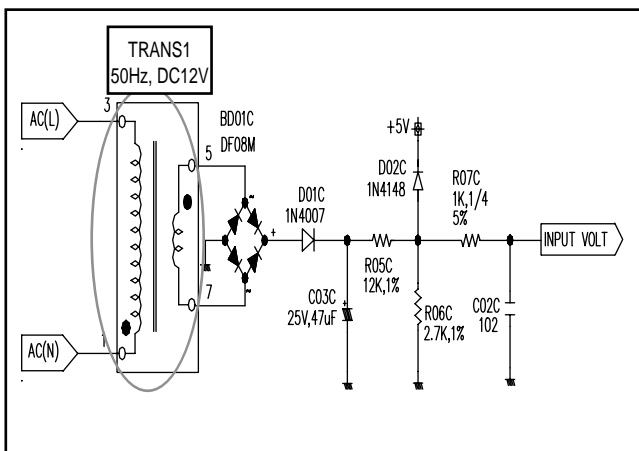 TRANS1
50Hz, DC12V
3
AC(L)
BD01C
DF08M
5
+5V
D02C
1N4148
R07C
1K,1/4
5%
D01C
1N4007
~
+
INPUT VOLT
R05C
12K,1%
7
~
C03C
25V,47uF
+
R06C
2.7K,1%
C02C
102
AC(N)
1